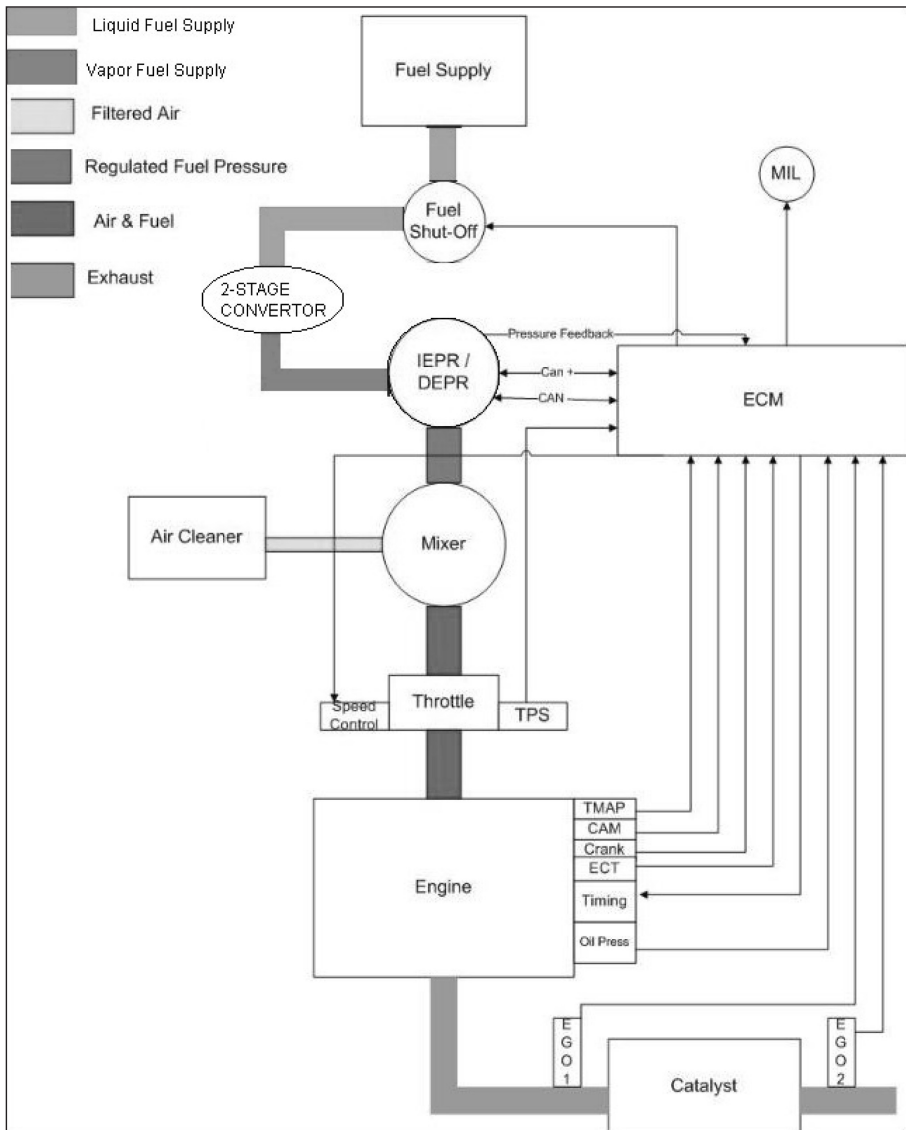 Liquid Fuel Supply
Vapor Fuel Supply
Filtered Air
Regulated Fuel Pressure
Air & Fuel
Exhaust
Fuel Supply
MIL
Fuel
Shut-Off
2-STAGE
CONVERTOR
Pressure Feedback
IEPR /
DEPR
Can +
CAN
ECM
Air Cleaner
Mixer
Speed
Control
Throttle
TPS
TMAP
CAM
Crank
ECT
Engine
Timing
Oil Press
E
G
O
1
E
G
O
2
Catalyst